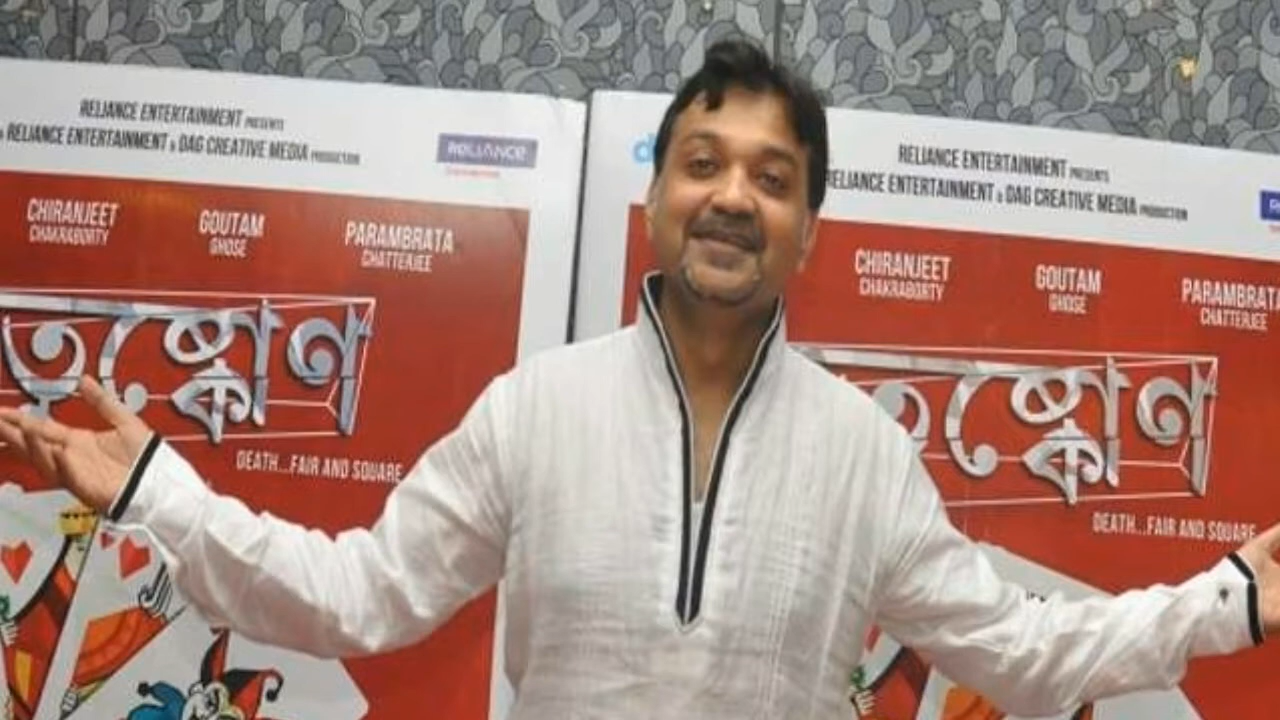 RELIANCE ENTERTAINMENT PRESENTS
RELIANCE ENTERTAINMENT & DAG CREATIVE MEDIA PRODUCTION
RELIANCE
CHIRANJEET
CHAKRABORTY
GOUTAM
GHOSE
PARAMBRATA
CHATTERJEE
তুষ্কোণ
DEATH...FAIR AND SQUARE
RELIANCE ENTERTAINMENT PRESENTS
RELIANCE ENTERTAINMENT & DAG CREATIVE MEDIA PRODUCTION
CHIRANJEET
CHAKRABORTY
GOUTAM
GHOSE
PARAMBRATA
CHATTERJEE
তুষ্কোণ
DEATH...FAIR AND SQUARE